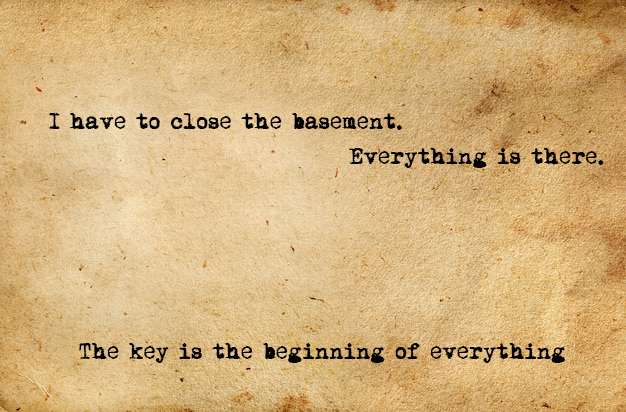 I have to close the basement.
Everything is there.
The key is the beginning of everything